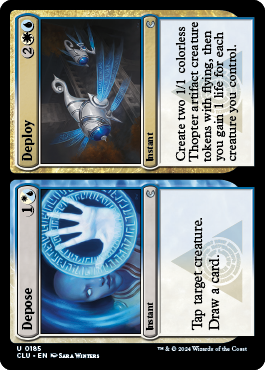 Depose
1
Instant
Tap target creature.
Draw a card.
Deploy
2
Instant
Create two 1/1 colorless
Thopter artifact creature
tokens with flying, then
you gain 1 life for each
creature you control.
U 0185
CLU • EN Sara Winters
™ & © 2024 Wizards of the Coast